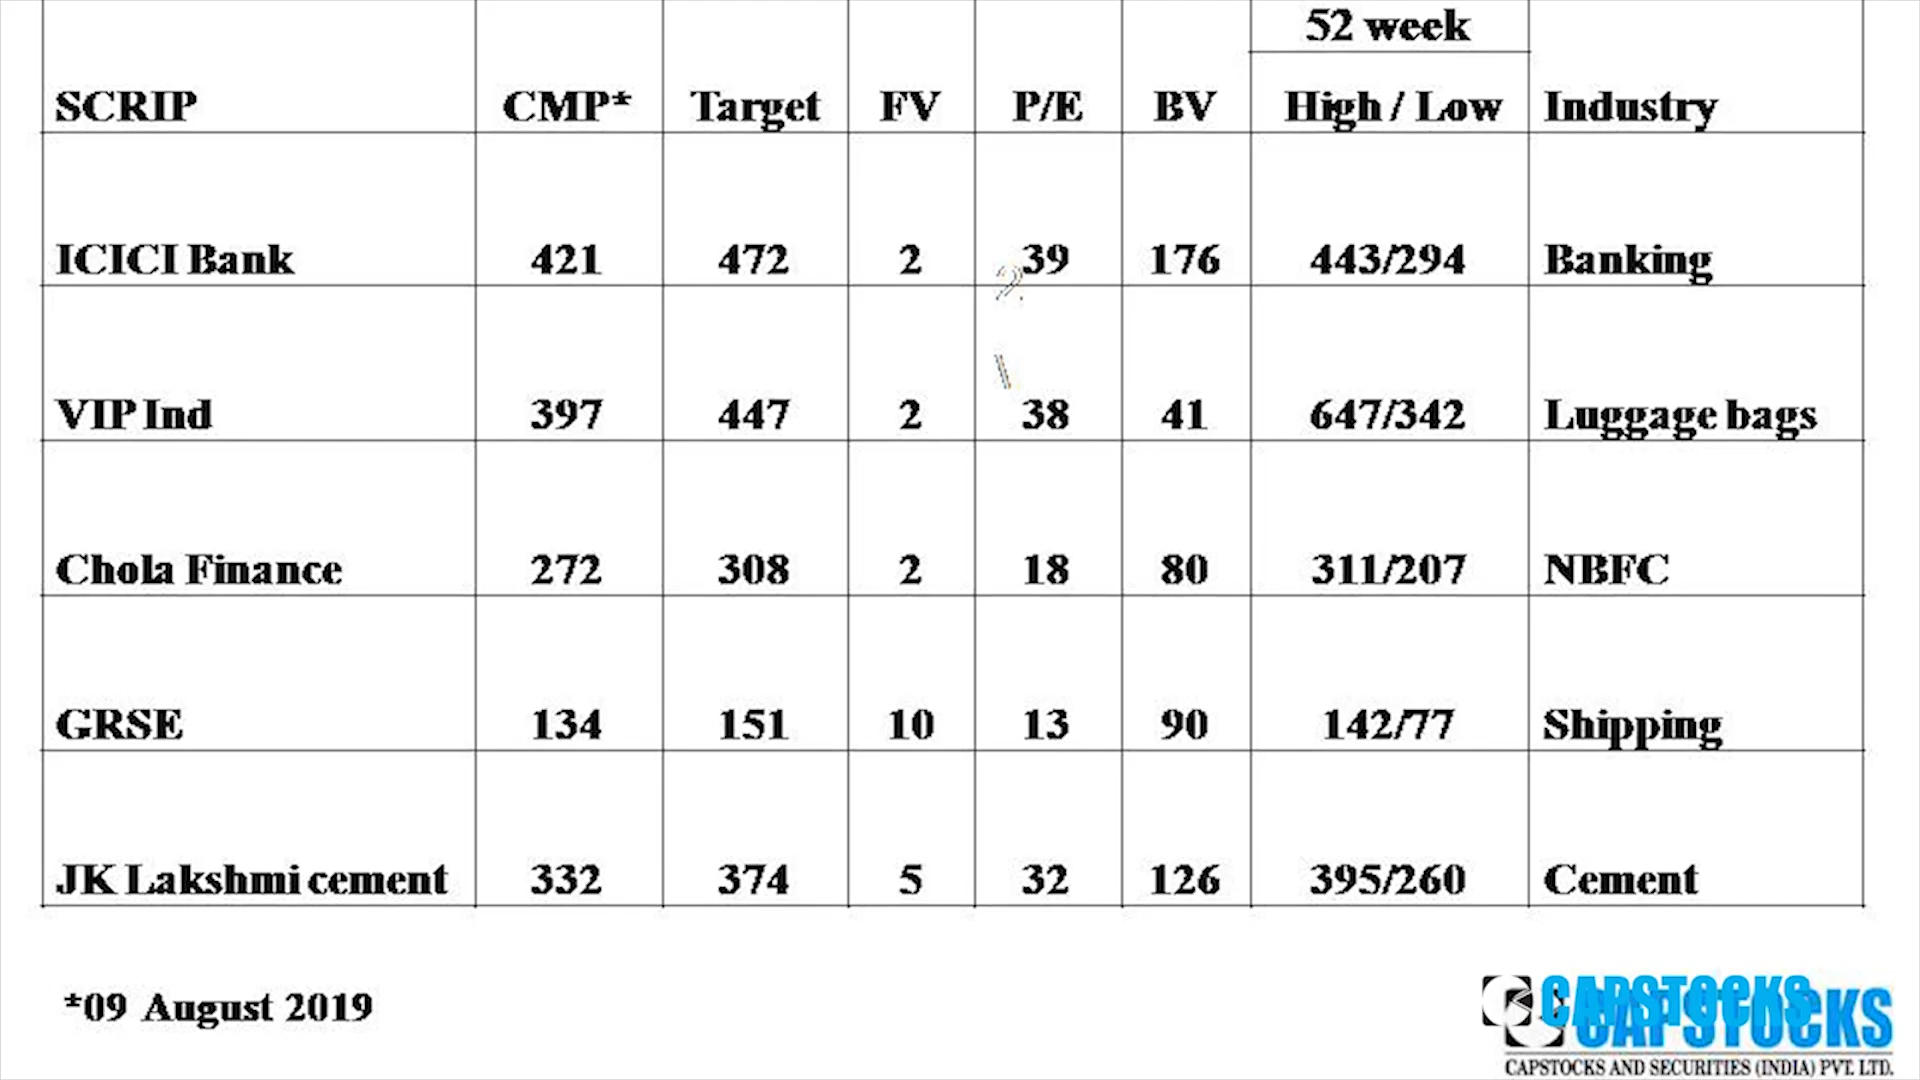 52 week
SCRIP CMP* Target FV P/E BV High / Low Industry
ICICI Bank 421 472 2 39 176 443/294 Banking
VIP Ind 397 447 2 38 41 647/342 Luggage bags
Chola Finance 272 308 2 18 80 311/207 NBFC
GRSE 134 151 10 13 90 142/77 Shipping
JK Lakshmi cement 332 374 5 32 126 395/260 Cement
*09 August 2019
CAPSTOCKS
CAPSTOCKS
CAPSTOCKS AND SECURITIES (INDIA) PVT. LTD.